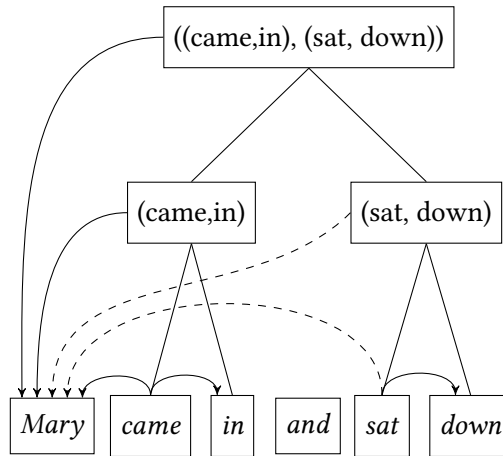 ((came,in), (sat, down))
(came,in) (sat, down)
Mary came in and sat down